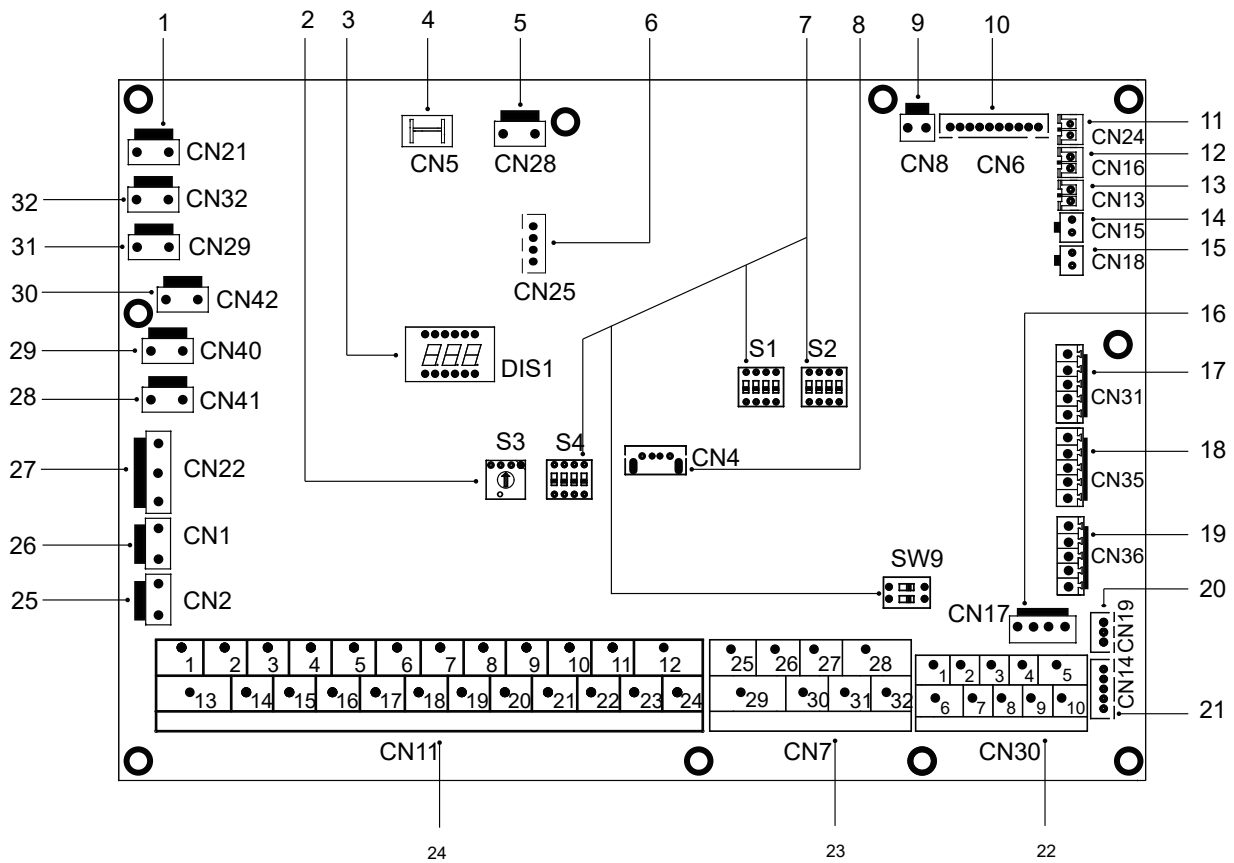 1 2 3 4 5 6 7 8 9 10
CN21
CN5
CN28
CN8
CN6
CN24
11
CN16
12
CN13
13
CN15
14
CN18
15
32
CN32
31
CN29
30
CN42
CN25
16
29
CN40
3
DIS1
S1
S2
28
CN41
CN31
17
27
CN22
2
S3
S4
CN4
8
CN35
18
26
CN1
CN36
19
25
CN2
SW9
CN17
CN19
20
1 2 3 4 5 6 7 8 9 10 11 12
25 26 27 28
1 2 3 4 5
13 14 15 16 17 18 19 20 21 22 23 24
29 30 31 32
6 7 8 9 10
CN14
21
CN11
CN7
CN30
24
23
22